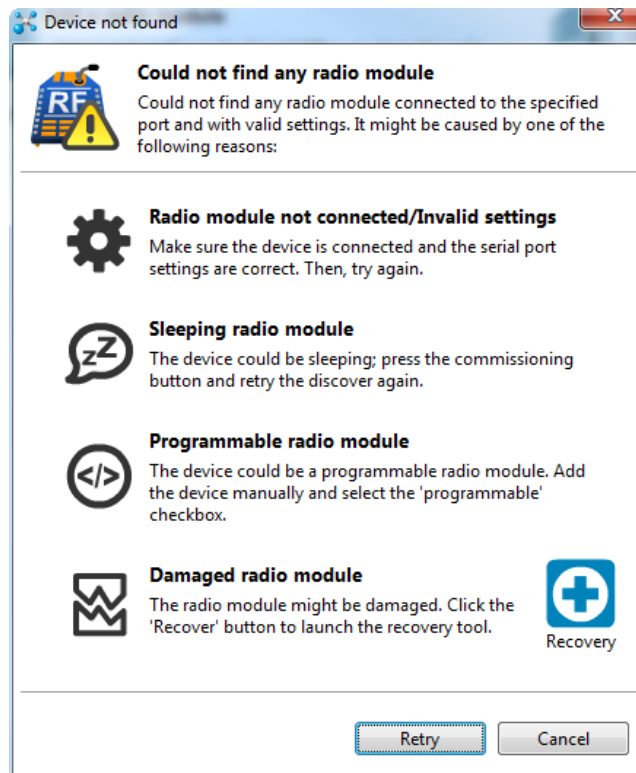 Device not found
x
Could not find any radio module
RF
Could not find any radio module connected to the specified
port and with valid settings. It might be caused by one of the
following reasons:
Radio module not connected/Invalid settings
Make sure the device is connected and the serial port
settings are correct. Then, try again.
Sleeping radio module
zZ
The device could be sleeping; press the commissioning
button and retry the discover again.
Programmable radio module
</>
The device could be a programmable radio module. Add
the device manually and select the 'programmable'
checkbox.
Damaged radio module
The radio module might be damaged. Click the
'Recover' button to launch the recovery tool.
Recovery
Retry
Cancel